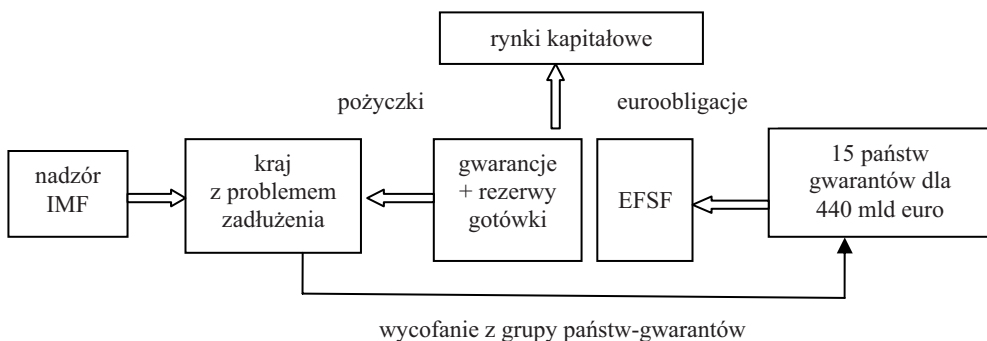 rynki kapitałowe
pożyczki
euroobligacje
nadzór
IMF
kraj
z problemem
zadłużenia
gwarancje
+ rezerwy
gotówki
EFSF
15 państw
gwarantów dla
440 mld euro
wycofanie z grupy państw-gwarantów